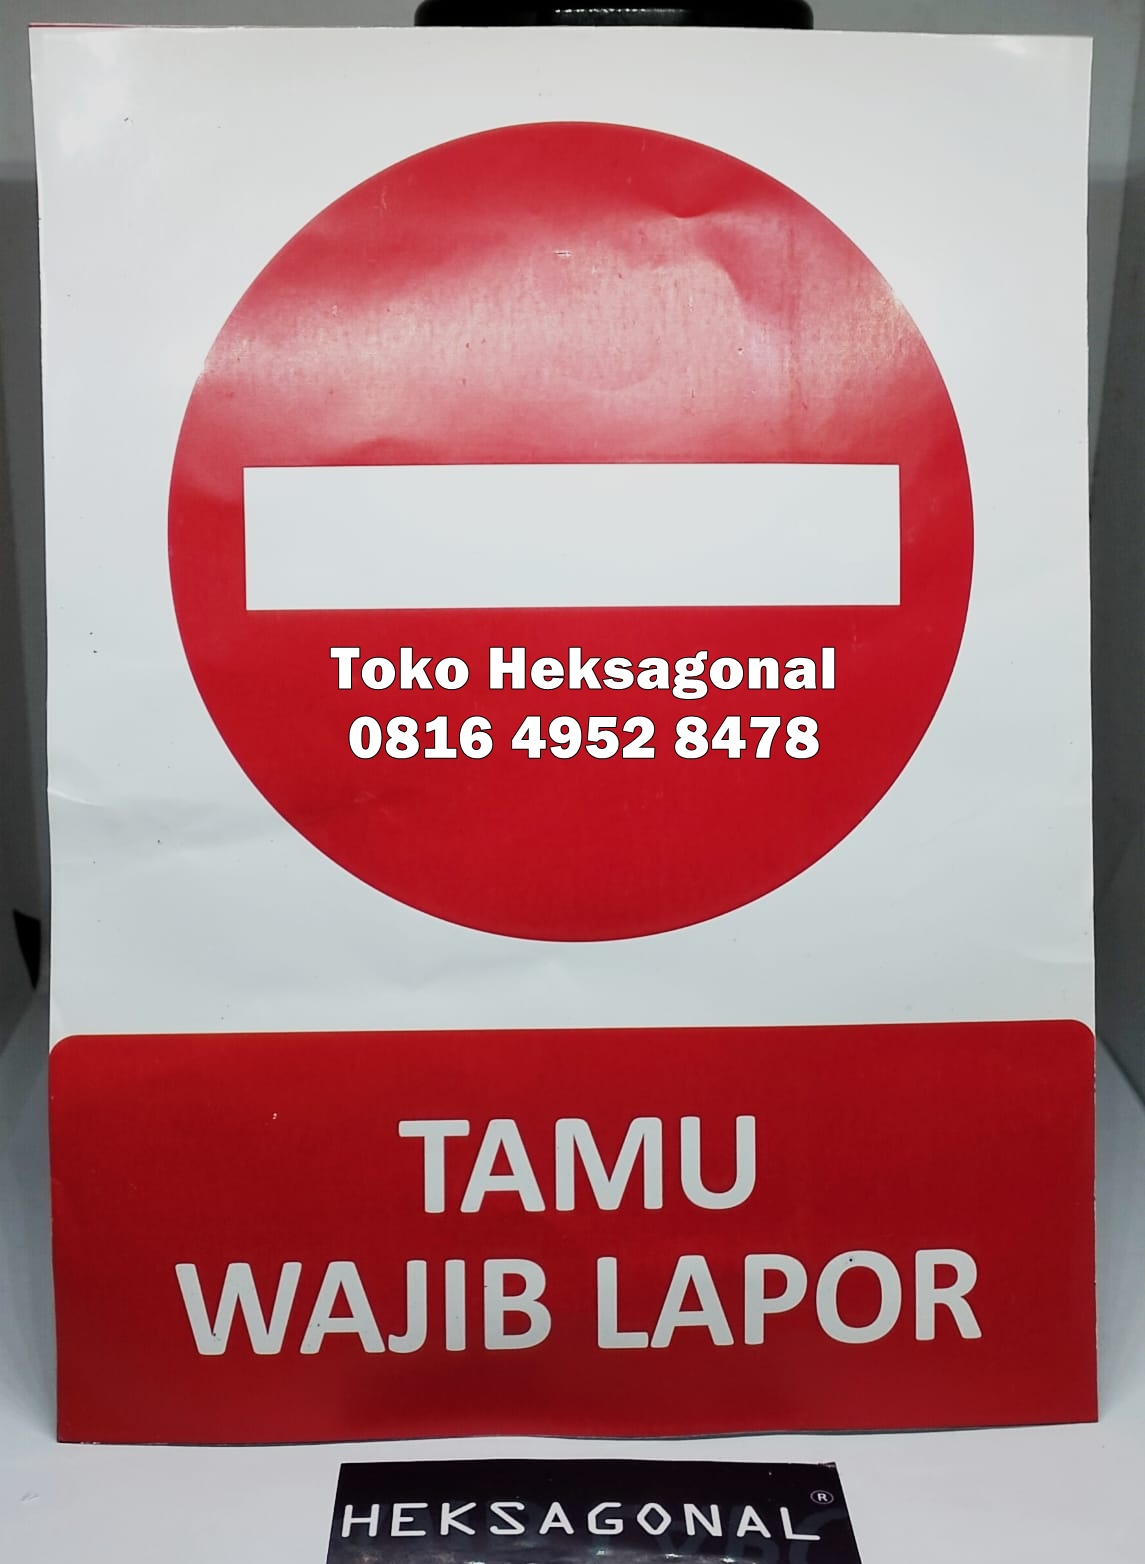 Toko Heksagonal
0816 4952 8478
TAMU
WAJIB LAPOR
HEKSAGONAL®